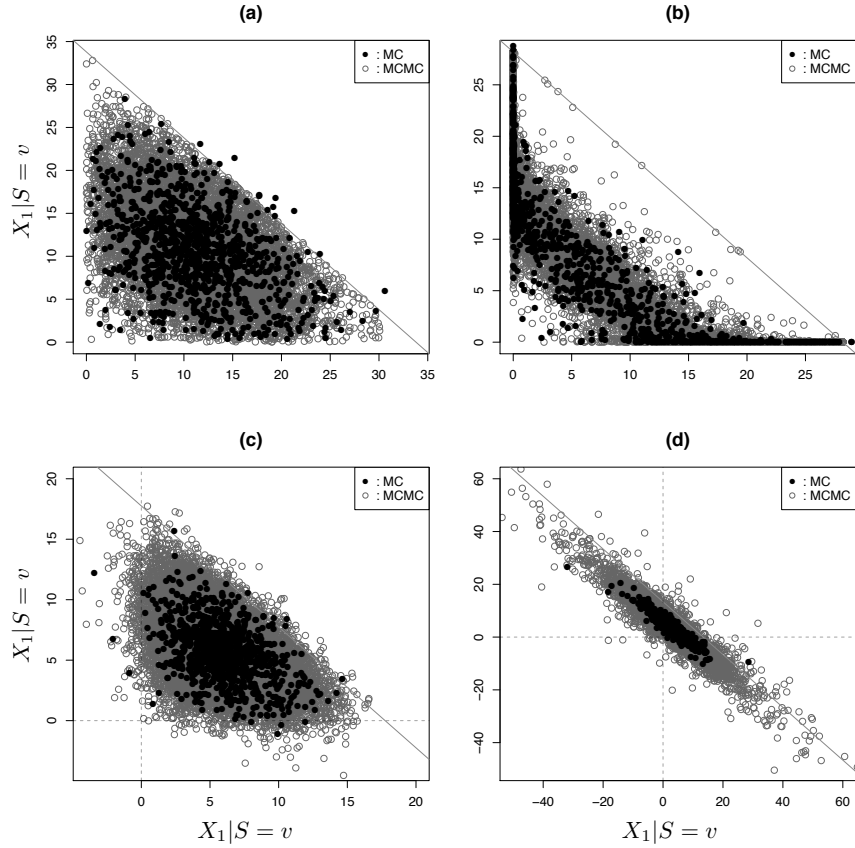 (a)
● : MC
○ : MCMC
X₁|S = v
35
30
25
20
15
10
5
0
0 5 10 15 20 25 30 35
(b)
● : MC
○ : MCMC
25
20
15
10
5
0
0 5 10 15 20 25
(c)
● : MC
○ : MCMC
X₁|S = v
20
15
10
5
0
0 5 10 15 20
X₁|S = v
(d)
● : MC
○ : MCMC
60
40
20
0
−20
−40
−40 −20 0 20 40 60
X₁|S = v